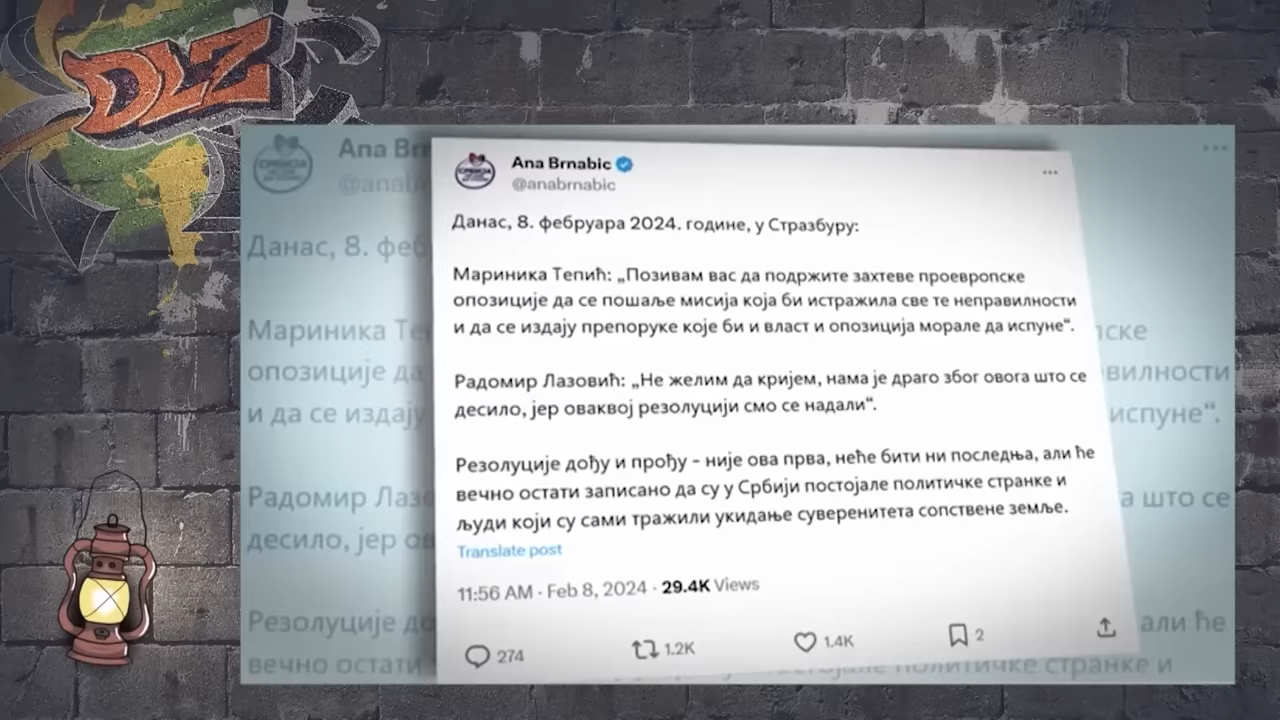 DLZ
Ana Brnabic
@anabrnabic
Данас, 8. фебруара 2024. године, у Стразбуру:
Мариника Тепић: „Позивам вас да подржите захтеве проевропске
опозиције да се пошаље мисија која би истражила све те неправилности
и да се издају препоруке које би и власт и опозиција морале да испуне“.
Радомир Лазовић: „Не желим да кријем, нама је драго због овога што се
десило, јер оваквој резолуцији смо се надали“.
Резолуције дођу и прођу – није ова прва, неће бити ни последња, али ће
вечно остати записано да су у Србији постојале политичке странке и
људи који су сами тражили укидање суверенитета сопствене земље.
Translate post
11:56 AM · Feb 8, 2024 · 29.4K Views
274 1.2K 1.4K 2